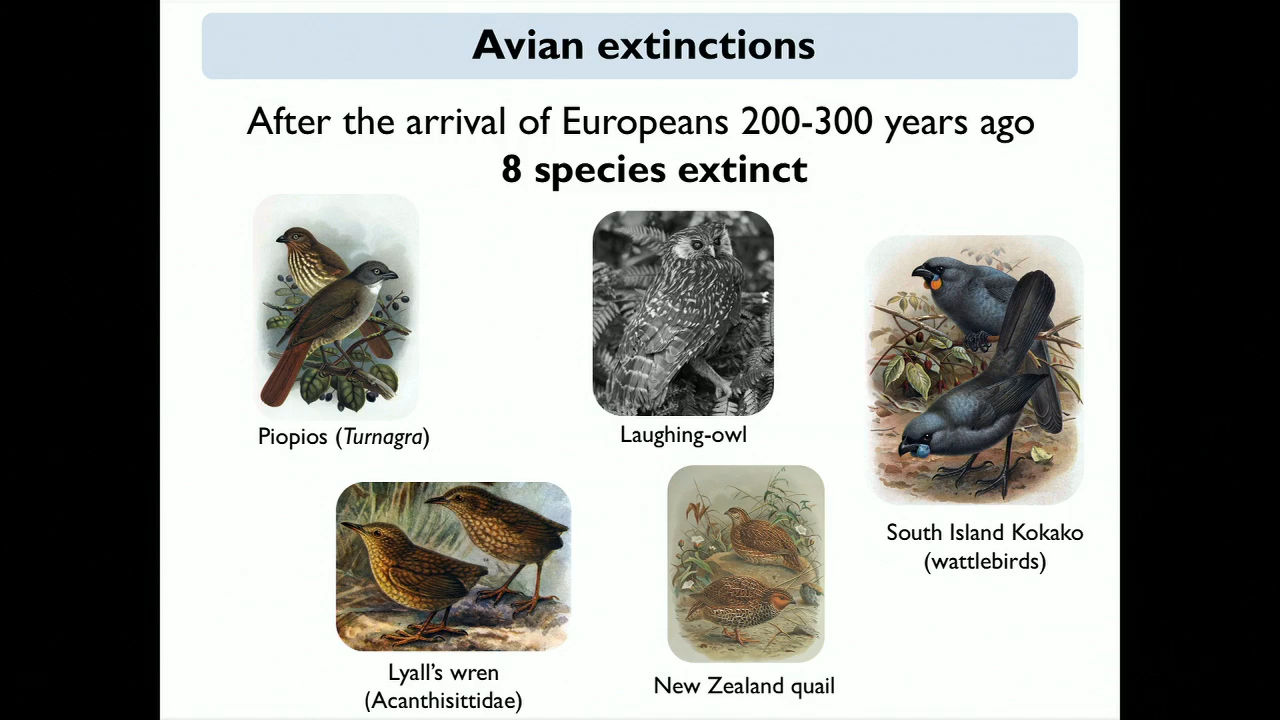 Avian extinctions
After the arrival of Europeans 200-300 years ago
8 species extinct
Piopios (Turnagra)
Laughing-owl
South Island Kokako
(wattlebirds)
Lyall's wren
(Acanthisittidae)
New Zealand quail